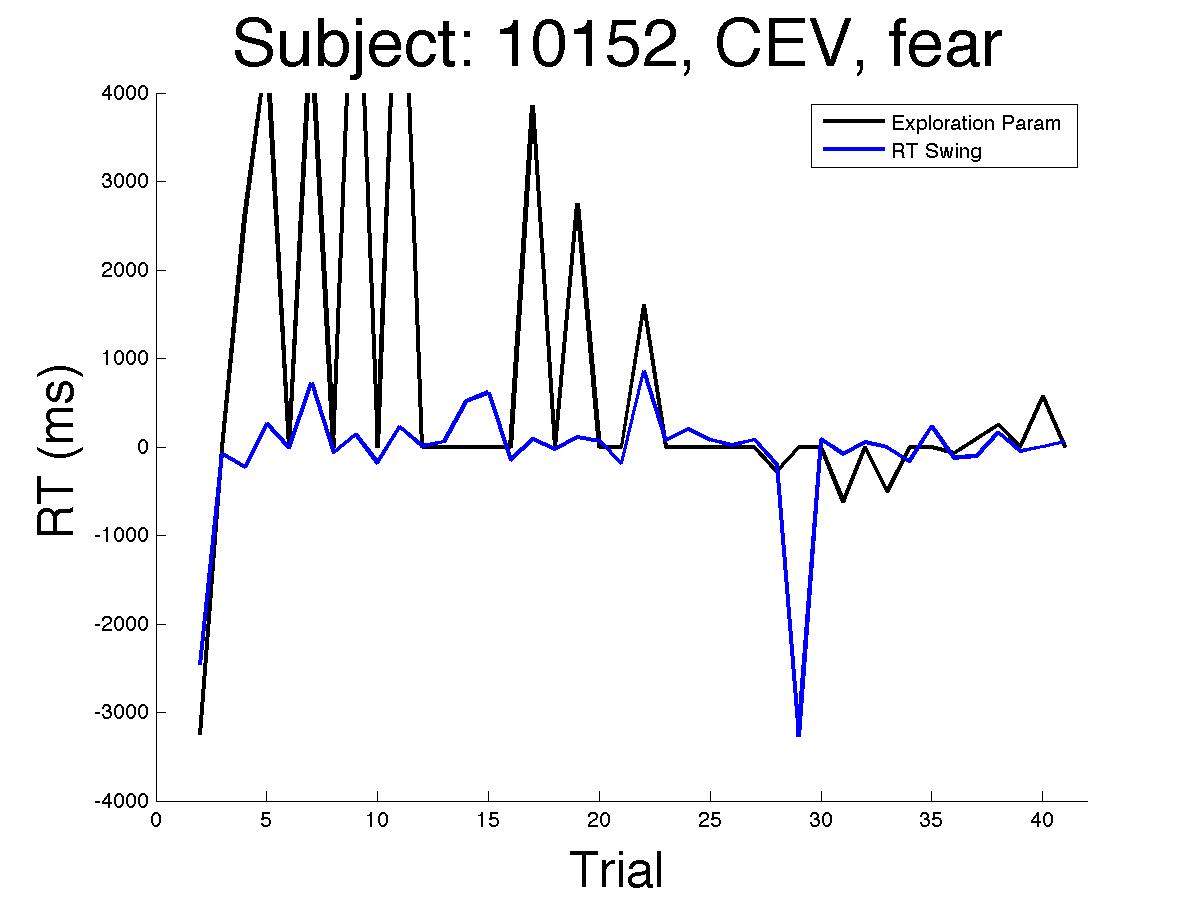 Subject: 10152, CEV, fear
4000
3000
2000
1000
0
-1000
-2000
-3000
-4000
RT (ms)
Exploration Param
RT Swing
0 5 10 15 20 25 30 35 40
Trial